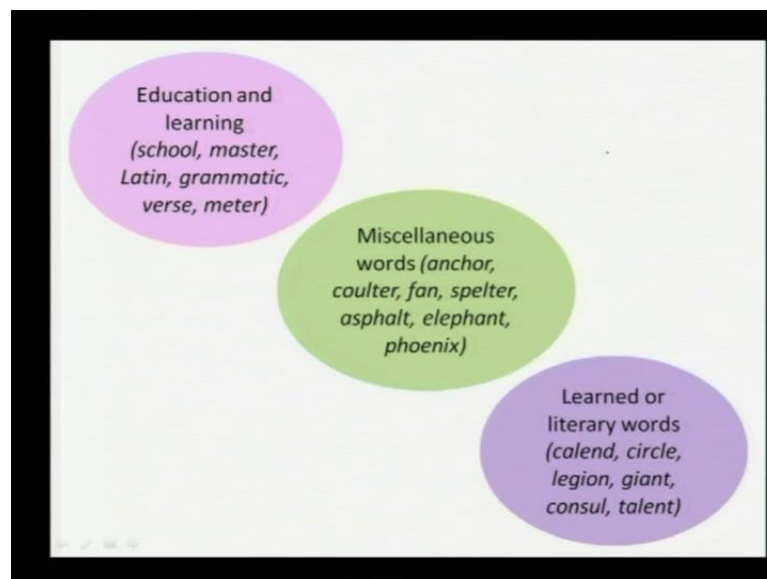 Education and
learning
(school, master,
Latin, grammatic,
verse, meter)
Miscellaneous
words (anchor,
coulter, fan, spelter,
asphalt, elephant,
phoenix)
Learned or
literary words
(calend, circle,
legion, giant,
consul, talent)